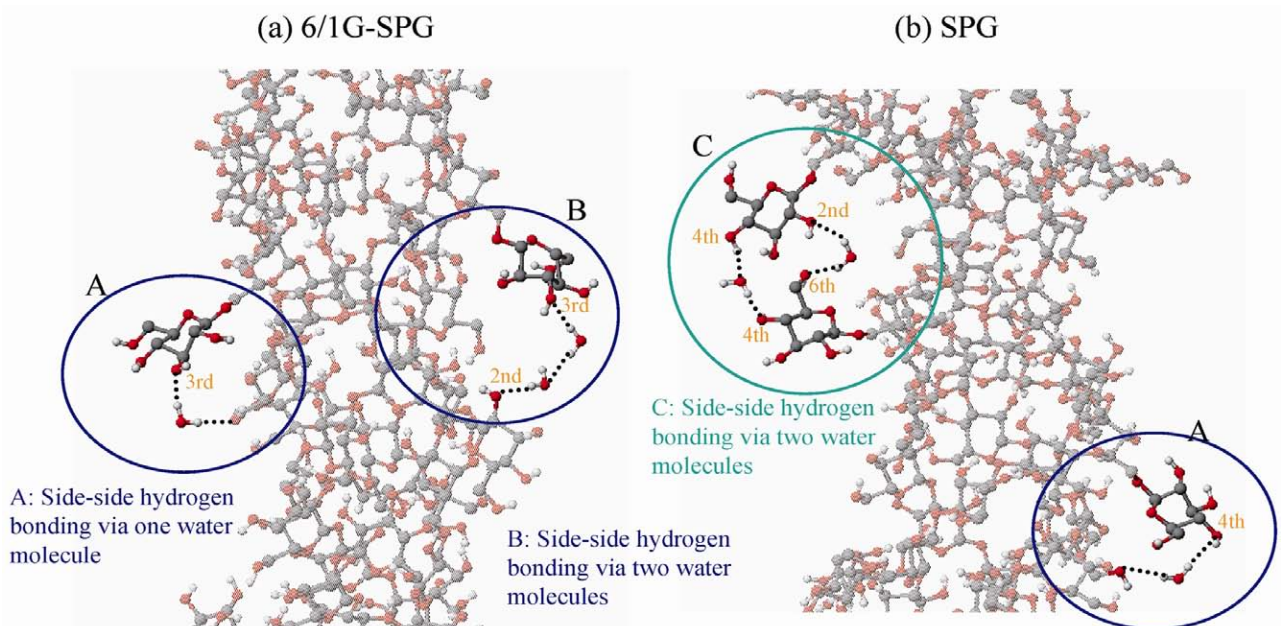 (a) 6/1G-SPG
(b) SPG
A
3rd
B
3rd
2nd
A: Side-side hydrogen
bonding via one water
molecule
B: Side-side hydrogen
bonding via two water
molecules
C
2nd
4th
6th
4th
C: Side-side hydrogen
bonding via two water
molecules
A
4th